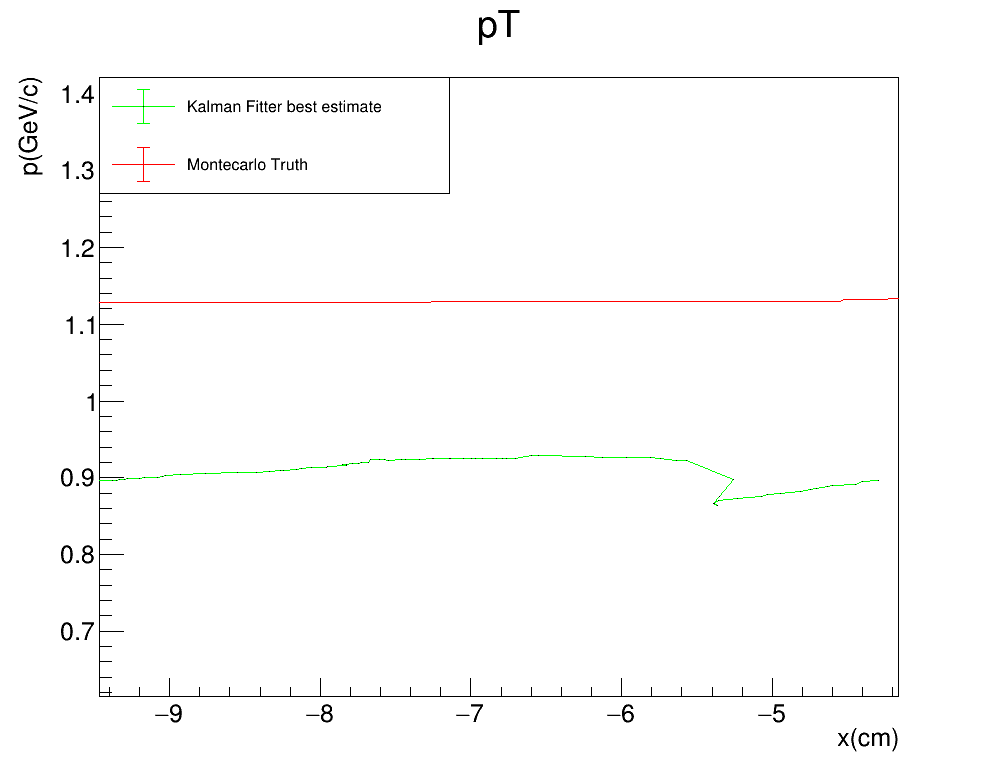 pT
p(GeV/c)
1.4
1.3
1.2
1.1
1
0.9
0.8
0.7
Kalman Fitter best estimate
Montecarlo Truth
−9
−8
−7
−6
−5
x(cm)